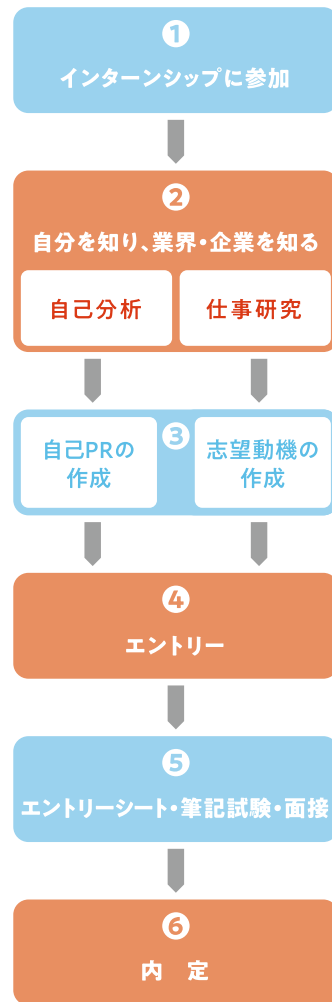 1
インターンシップに参加
2
自分を知り、業界・企業を知る
自己分析
仕事研究
3
自己PRの
作成
志望動機の
作成
4
エントリー
5
エントリーシート・筆記試験・面接
6
内 定